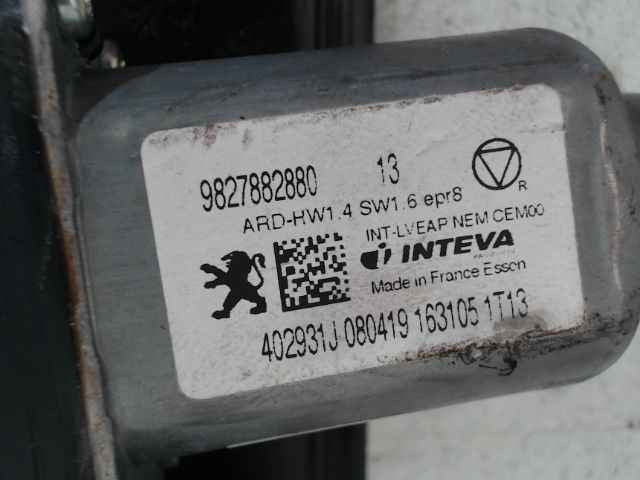 9827882880 13
ARD-HW1.4 SW1.6 epr8
INT-LVEAP NEM CEM00
INTEVA
Made in France Essen
402931J 080419 163105 1T13
R